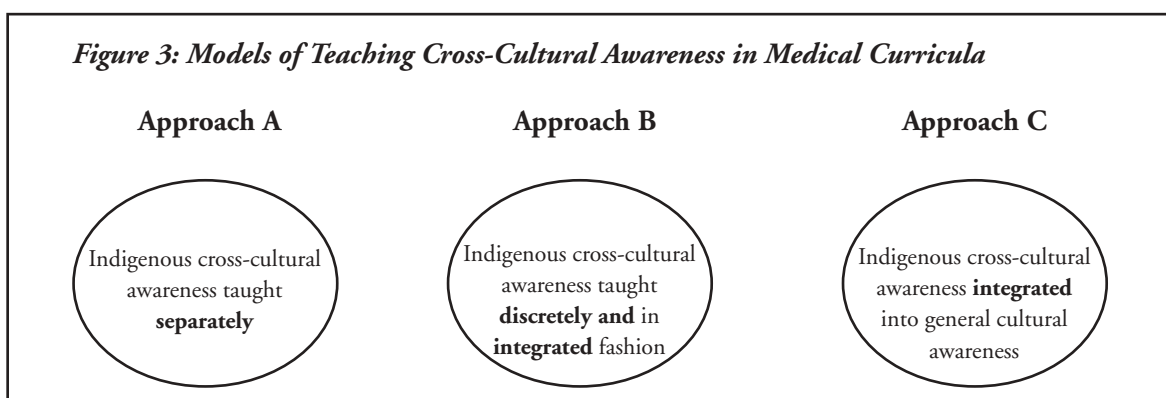 Figure 3: Models of Teaching Cross-Cultural Awareness in Medical Curricula
Approach A
Approach B
Approach C
Indigenous cross-cultural
awareness taught
separately
Indigenous cross-cultural
awareness taught
discretely and in
integrated fashion
Indigenous cross-cultural
awareness integrated
into general cultural
awareness